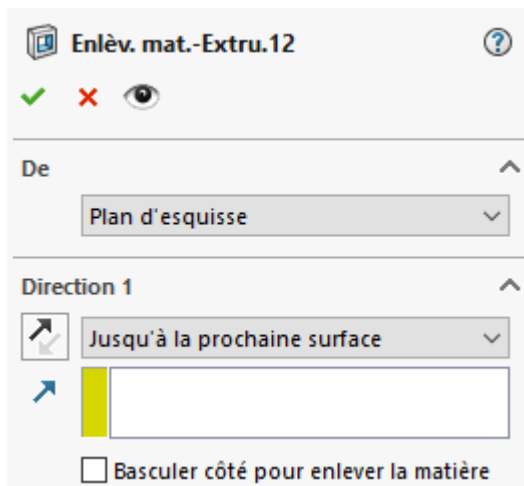 Enlèv. mat.-Extru.12
De
Plan d'esquisse
Direction 1
Jusqu'à la prochaine surface
Basculer côté pour enlever la matière